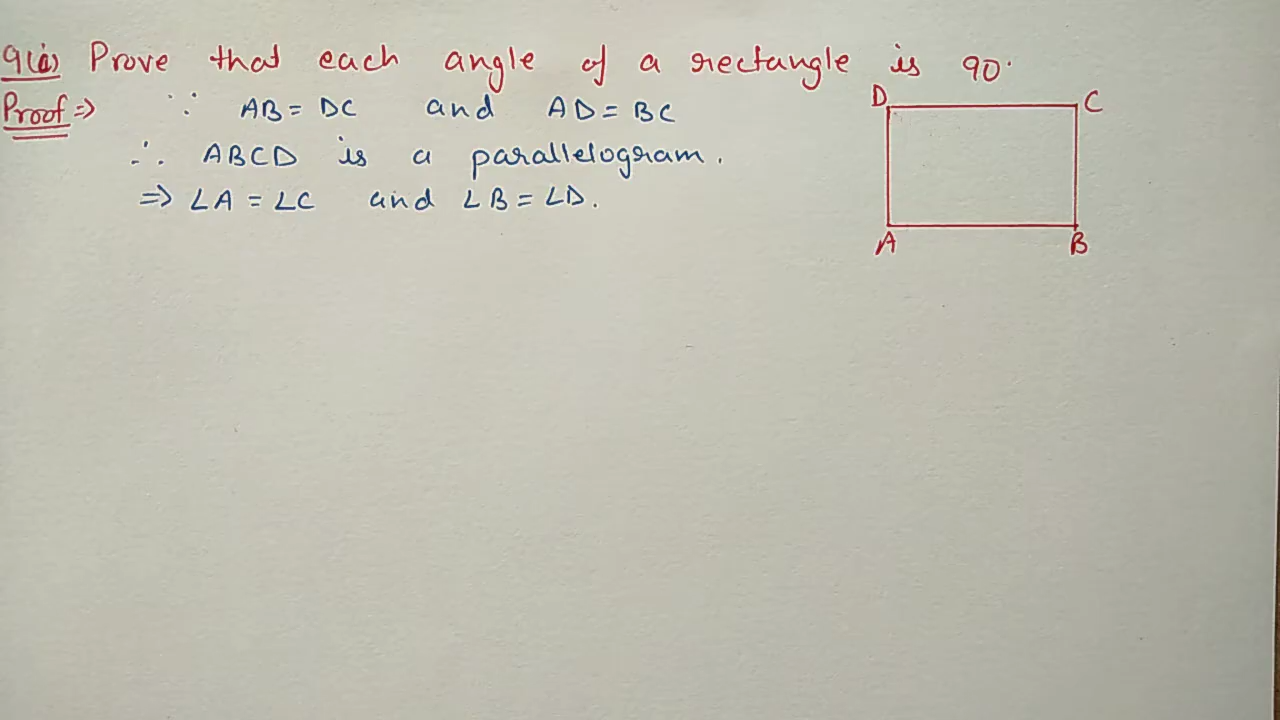 9(i) Prove that each angle of a rectangle is 90°
Proof ⇒ ∵ AB = DC and AD = BC
∴ ABCD is a parallelogram.
⇒ ∠A = ∠C and ∠B = ∠D.
D C
A B